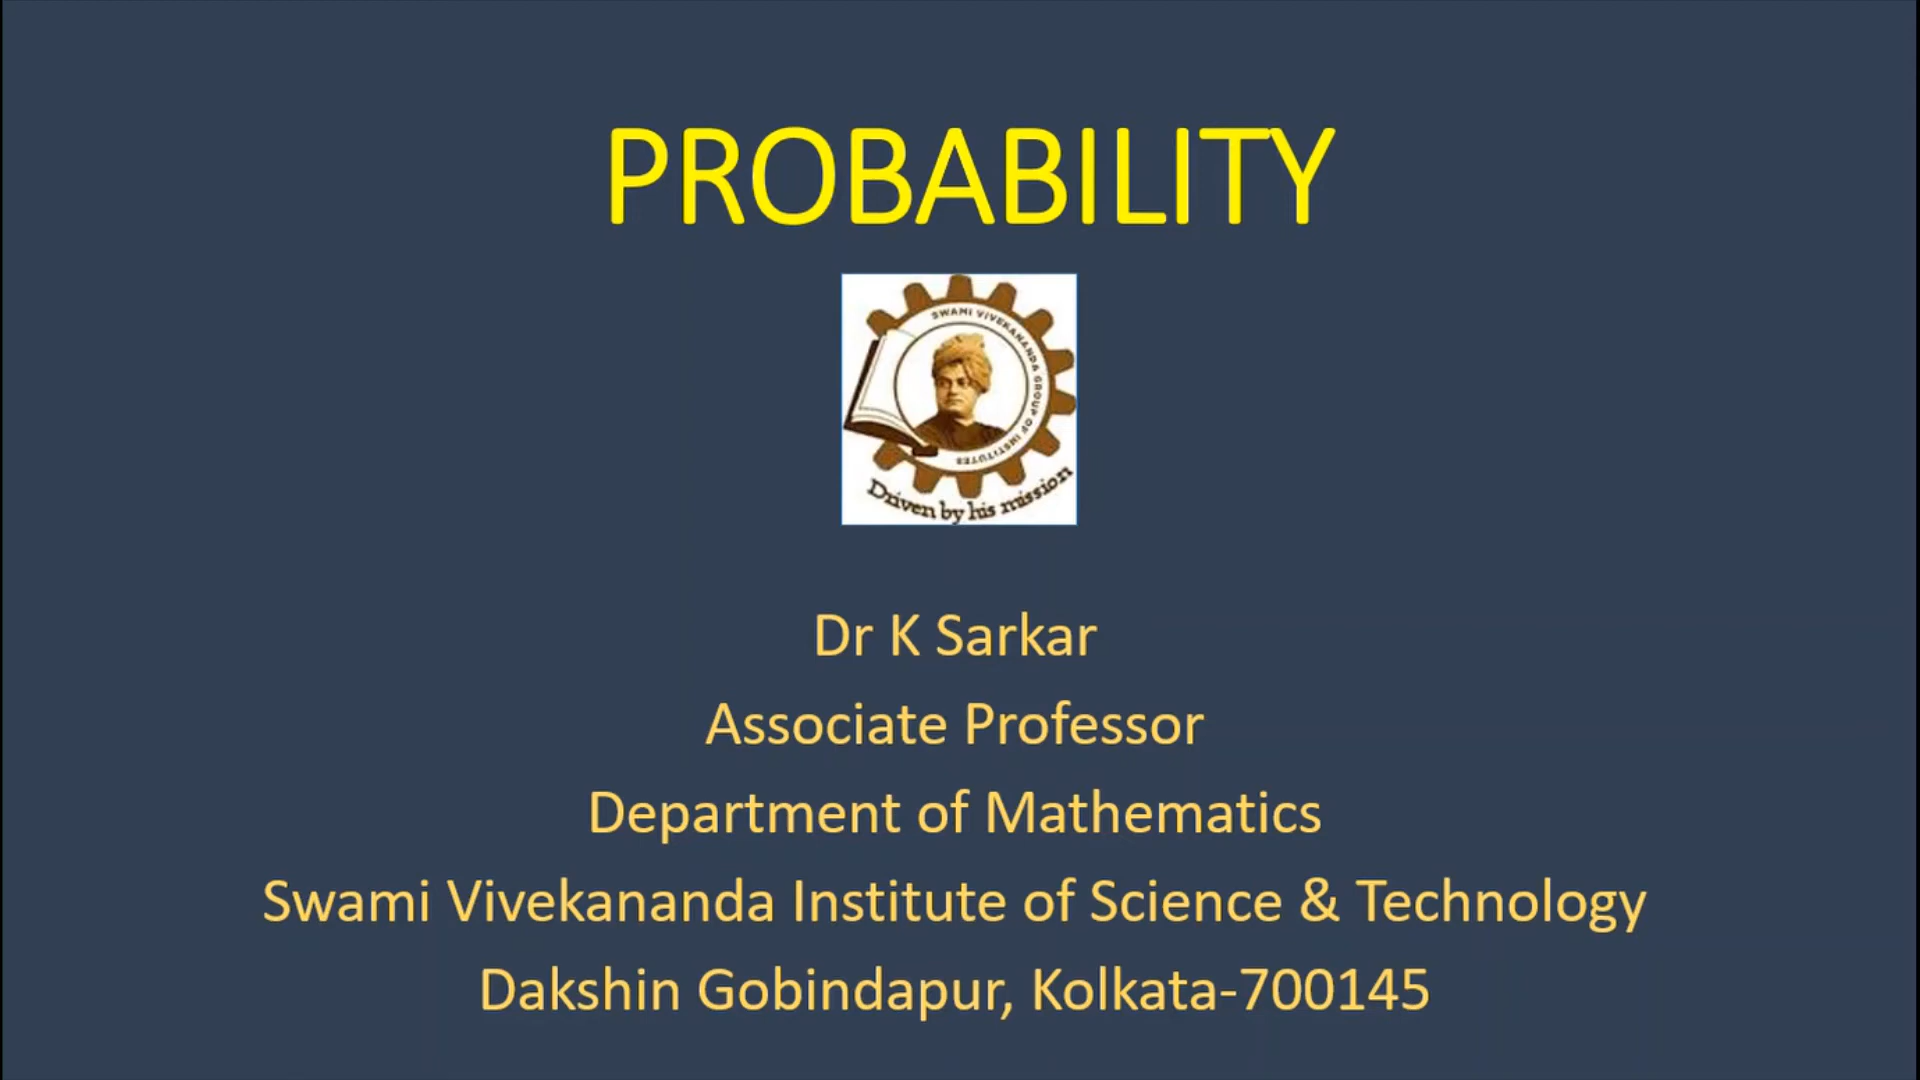 PROBABILITY
SWAMI VIVEKANANDA GROUP OF INSTITUTES
Driven by his mission
Dr K Sarkar
Associate Professor
Department of Mathematics
Swami Vivekananda Institute of Science & Technology
Dakshin Gobindapur, Kolkata-700145